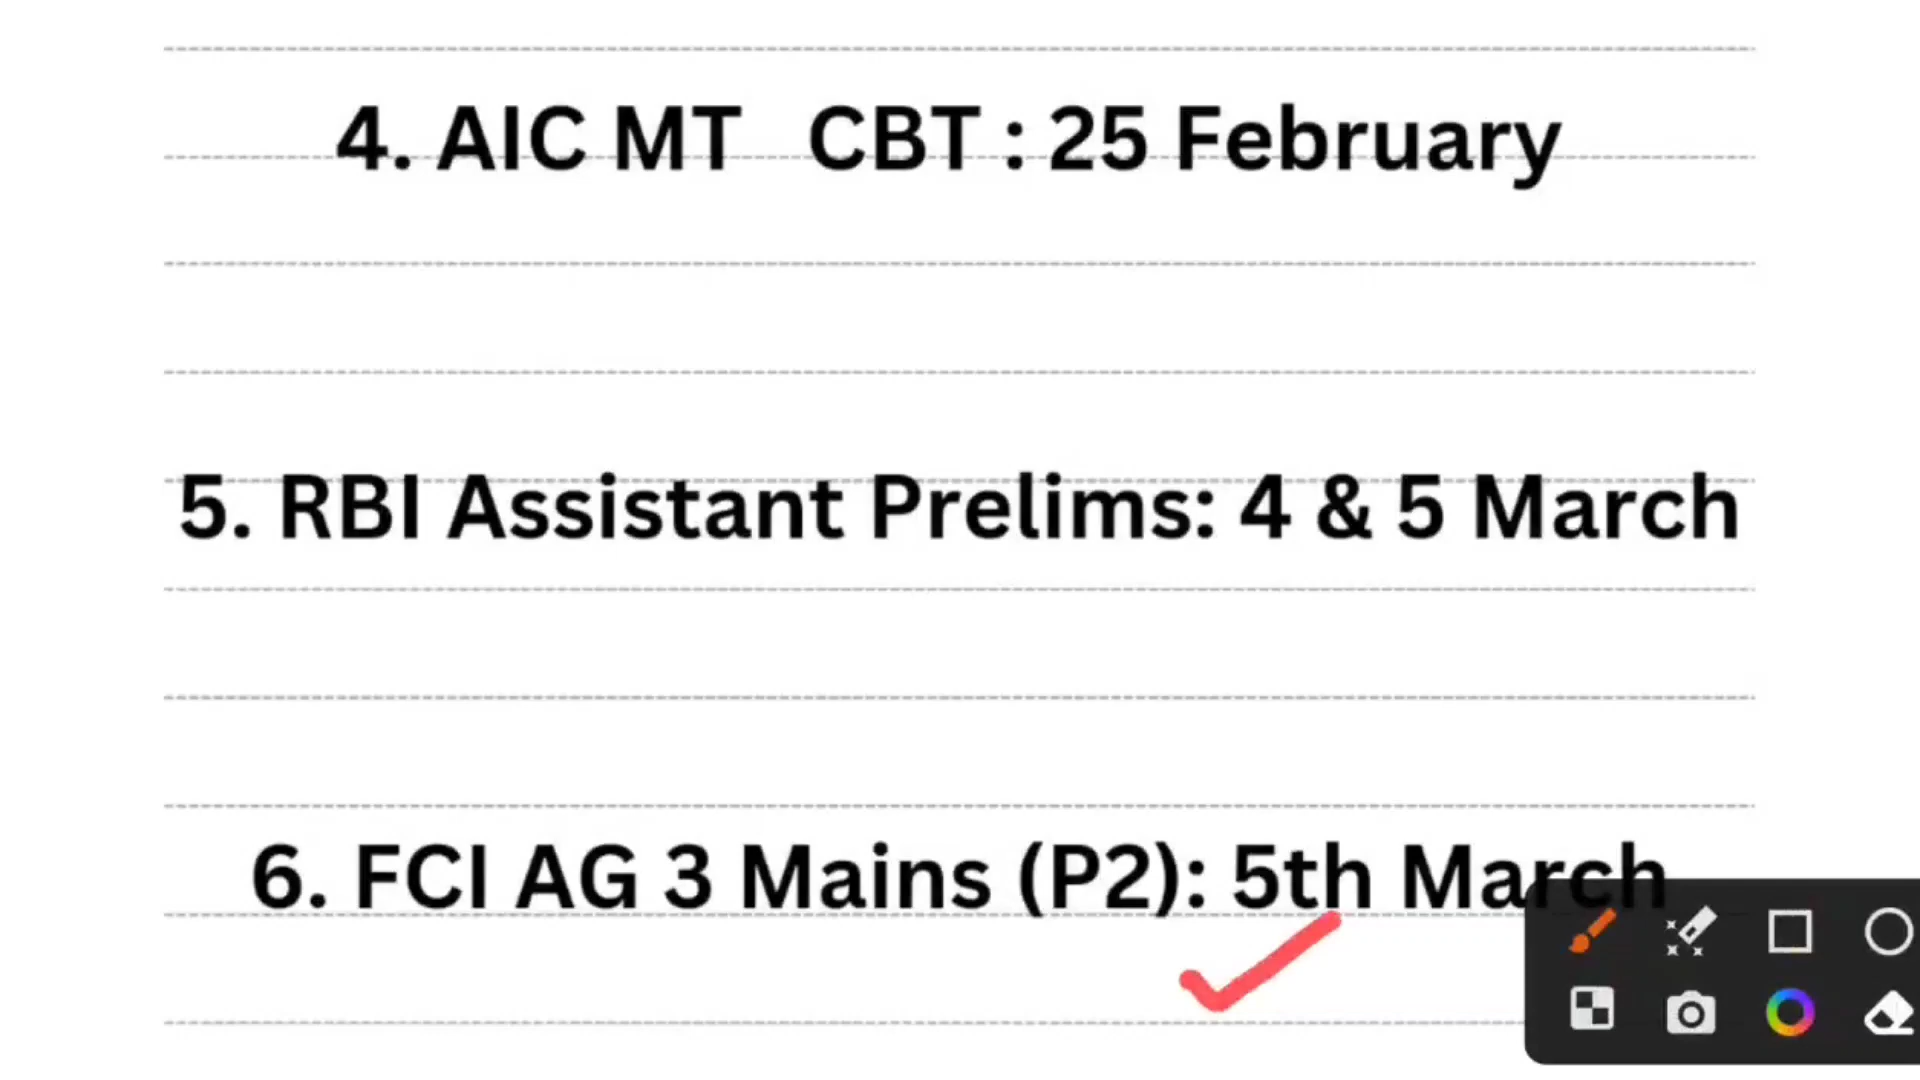 4. AIC MT CBT : 25 February
5. RBI Assistant Prelims: 4 & 5 March
6. FCI AG 3 Mains (P2): 5th March